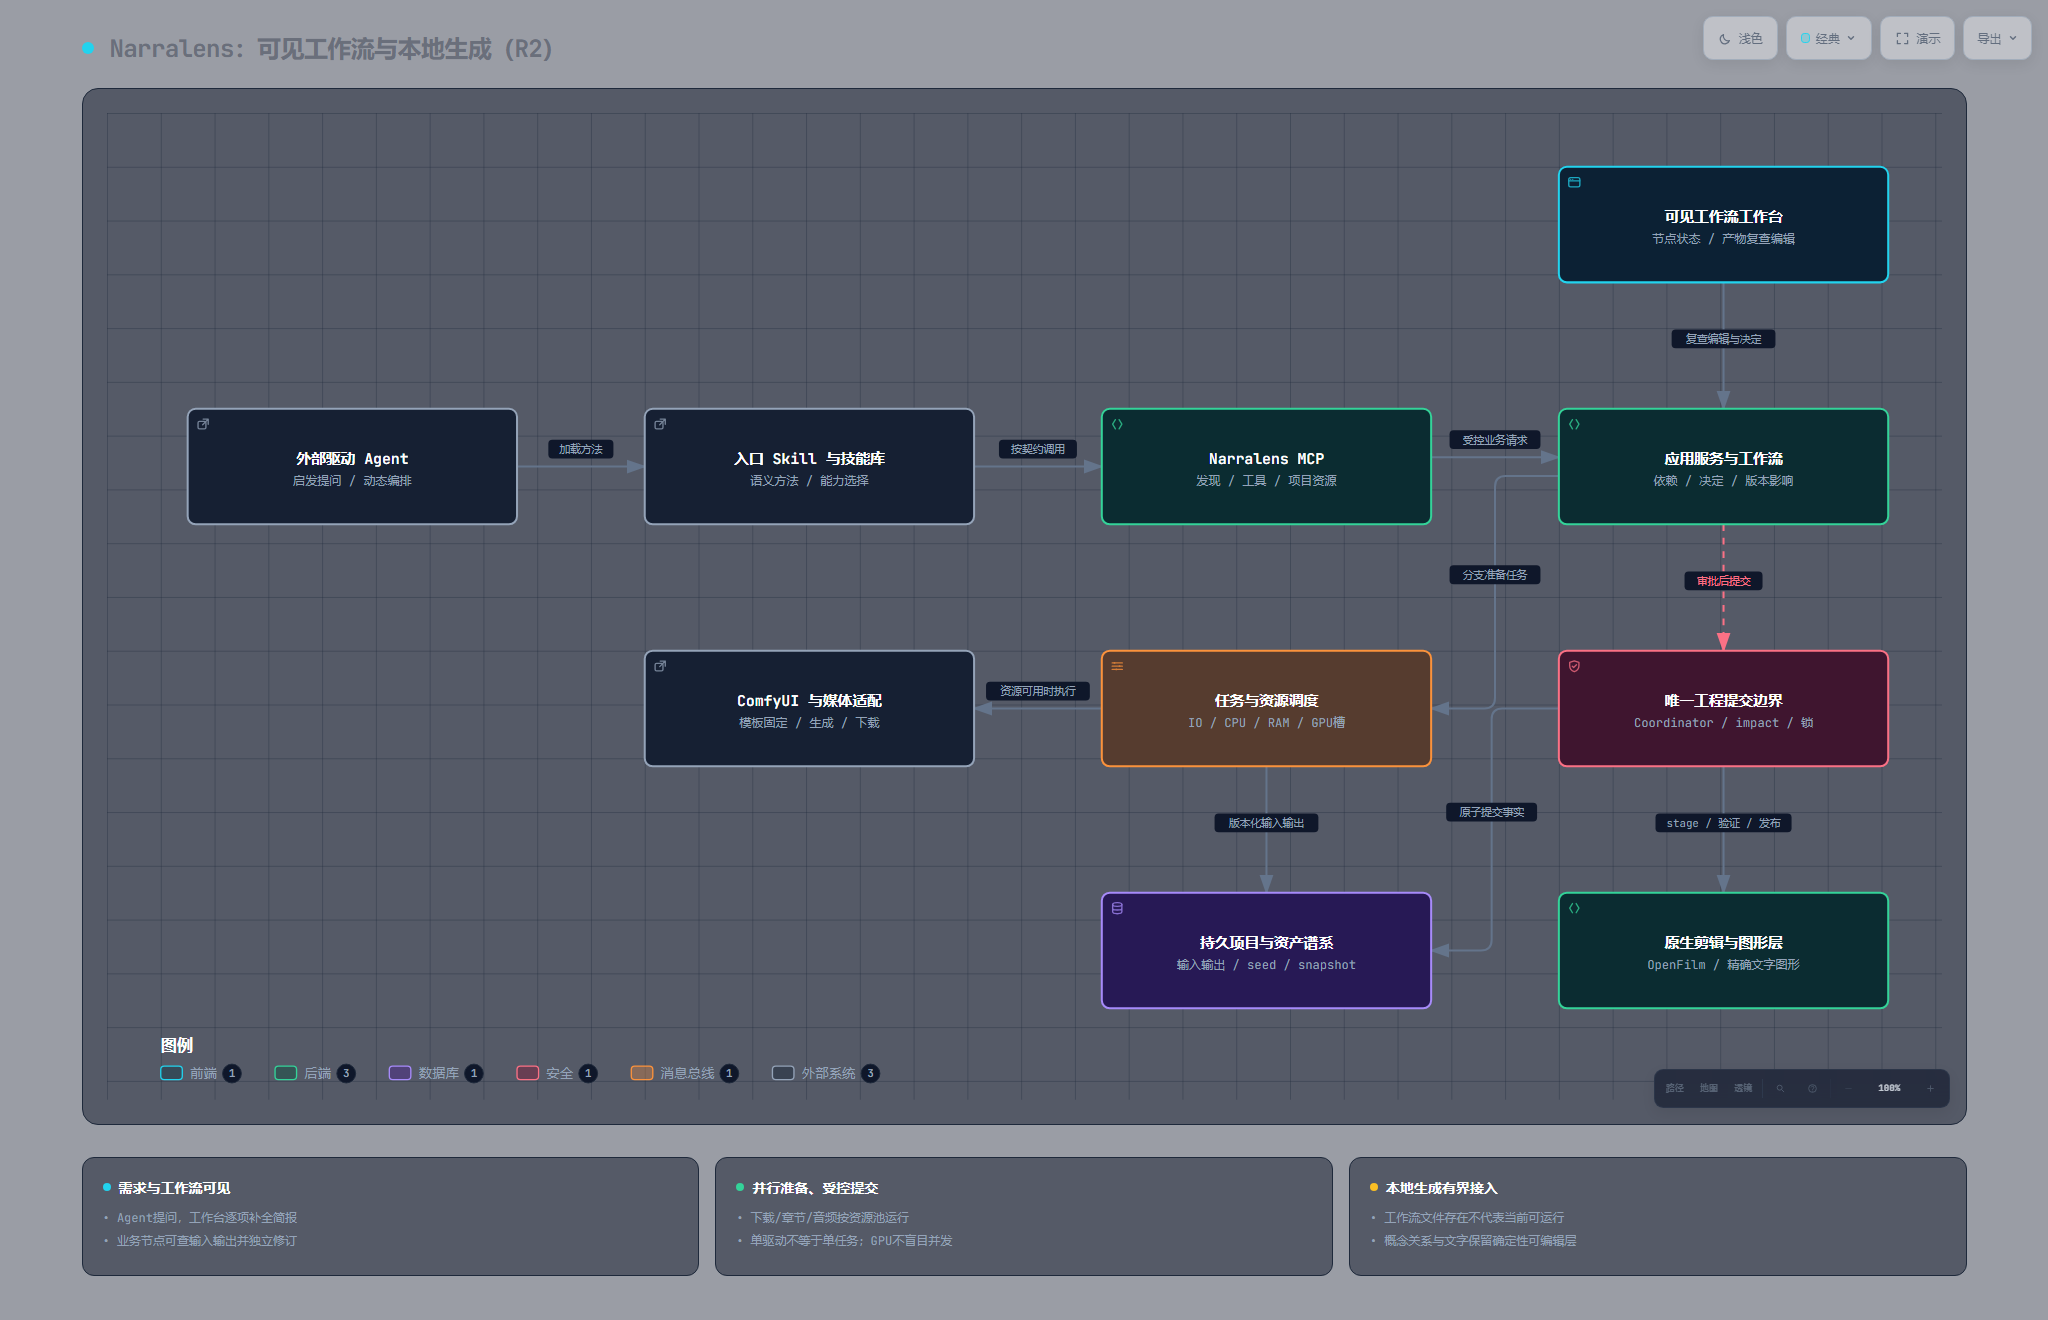 Narralens: 可见工作流与本地生成 (R2)
浅色
经典
演示
导出
可见工作流工作台
节点状态 / 产物复查编辑
复查编辑与决定
外部驱动 Agent
启发提问 / 动态编排
加载方法
入口 Skill 与技能库
语义方法 / 能力选择
按契约调用
Narralens MCP
发现 / 工具 / 项目资源
受控业务请求
应用服务与工作流
依赖 / 决定 / 版本影响
分支准备任务
审批后提交
ComfyUI 与媒体适配
模板固定 / 生成 / 下载
资源可用时执行
任务与资源调度
IO / CPU / RAM / GPU槽
唯一工程提交边界
Coordinator / impact / 锁
版本化输入输出
原子提交事实
stage / 验证 / 发布
持久项目与资产谱系
输入输出 / seed / snapshot
原生剪辑与图形层
OpenFilm / 精确文字图形
图例
前端 1
后端 3
数据库 1
安全 1
消息总线 1
外部系统 3
路径 地图 透镜 100%
需求与工作流可见
• Agent提问，工作台逐项补全简报
• 业务节点可查输入输出并独立修订
并行准备、受控提交
• 下载/章节/音频按资源池运行
• 单驱动不等于单任务；GPU不盲目并发
本地生成有界接入
• 工作流文件存在不代表当前可运行
• 概念关系与文字保留确定性可编辑层